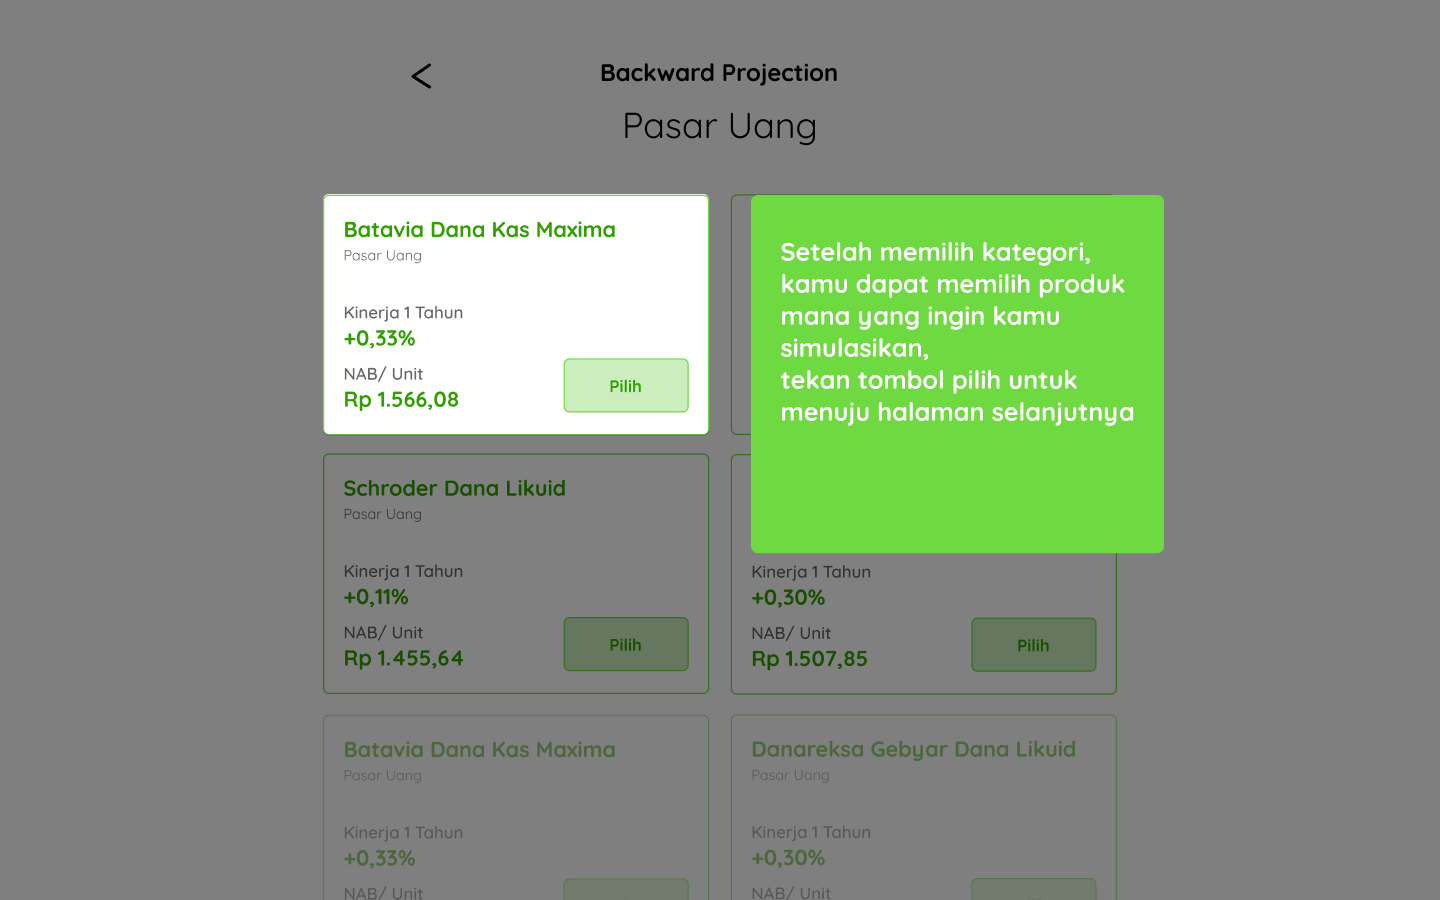 Backward Projection
Pasar Uang
Batavia Dana Kas Maxima
Pasar Uang
Kinerja 1 Tahun
+0,33%
NAB/ Unit
Rp 1.566,08
Pilih
Setelah memilih kategori,
kamu dapat memilih produk
mana yang ingin kamu
simulasikan,
tekan tombol pilih untuk
menuju halaman selanjutnya
Schroder Dana Likuid
Pasar Uang
Kinerja 1 Tahun
+0,11%
NAB/ Unit
Rp 1.455,64
Pilih
Kinerja 1 Tahun
+0,30%
NAB/ Unit
Rp 1.507,85
Pilih
Batavia Dana Kas Maxima
Pasar Uang
Kinerja 1 Tahun
+0,33%
NAB/ Unit
Danareksa Gebyar Dana Likuid
Pasar Uang
Kinerja 1 Tahun
+0,30%
NAB/ Unit